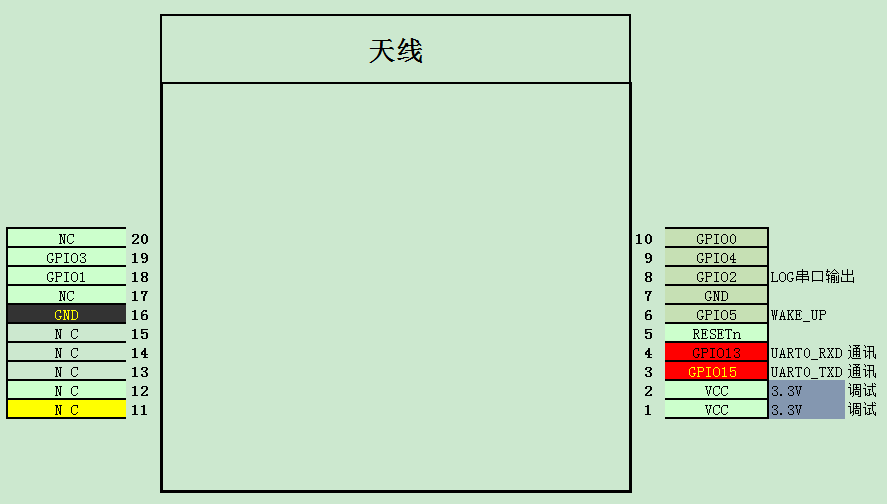 天线
NC 20 10 GPIO0
GPIO3 19 9 GPIO4
GPIO1 18 8 GPIO2 LOG串口输出
NC 17 7 GND
GND 16 6 GPIO5 WAKE_UP
N C 15 5 RESETn
N C 14 4 GPIO13 UART0_RXD 通讯
N C 13 3 GPIO15 UART0_TXD 通讯
N C 12 2 VCC 3.3V 调试
N C 11 1 VCC 3.3V 调试